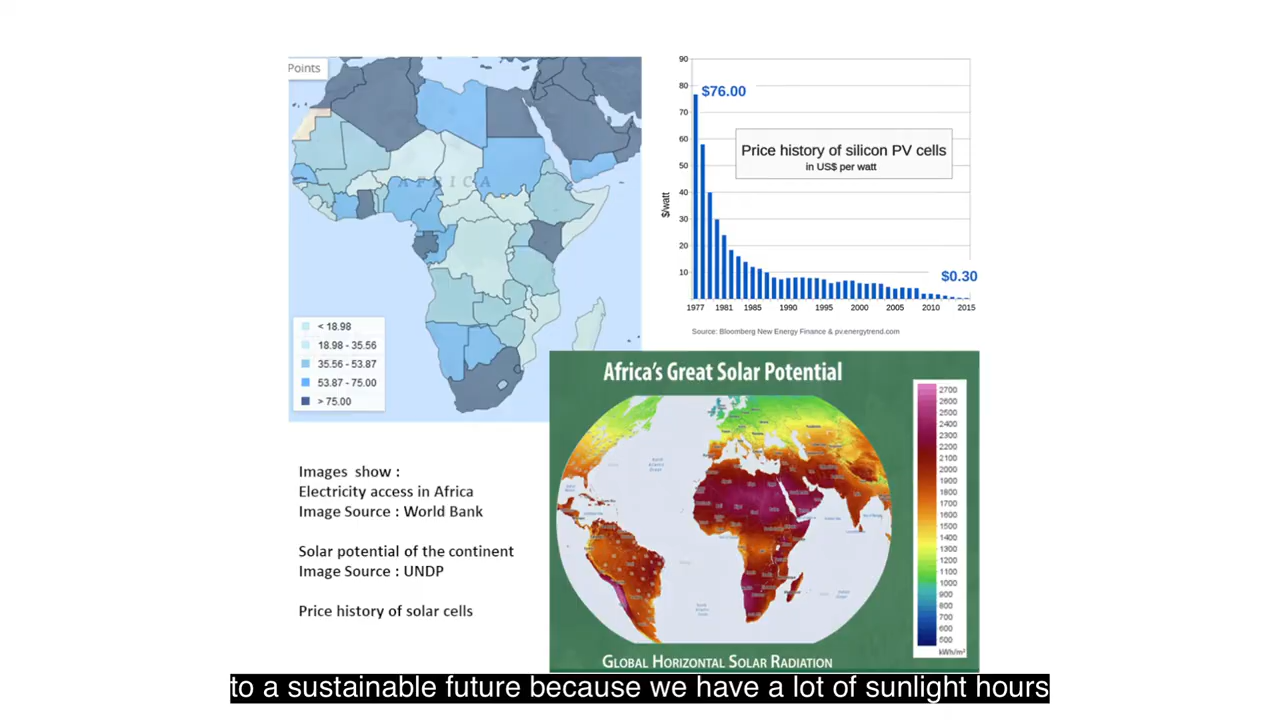 Points
< 18.98
18.98 - 35.56
35.56 - 53.87
53.87 - 75.00
> 75.00
AFRICA
90
80
70
60
50
40
30
20
10
$/watt
$76.00
Price history of silicon PV cells
in US$ per watt
$0.30
1977 1981 1985 1990 1995 2000 2005 2010 2015
Source: Bloomberg New Energy Finance & pv.energytrend.com
Images show :
Electricity access in Africa
Image Source : World Bank
Solar potential of the continent
Image Source : UNDP
Price history of solar cells
Africa's Great Solar Potential
2700
2600
2400
2300
2200
2100
2000
1900
1800
1600
1500
1400
1300
1200
1100
1000
900
800
700
600
500
kWh/m²
GLOBAL HORIZONTAL SOLAR RADIATION
to a sustainable future because we have a lot of sunlight hours